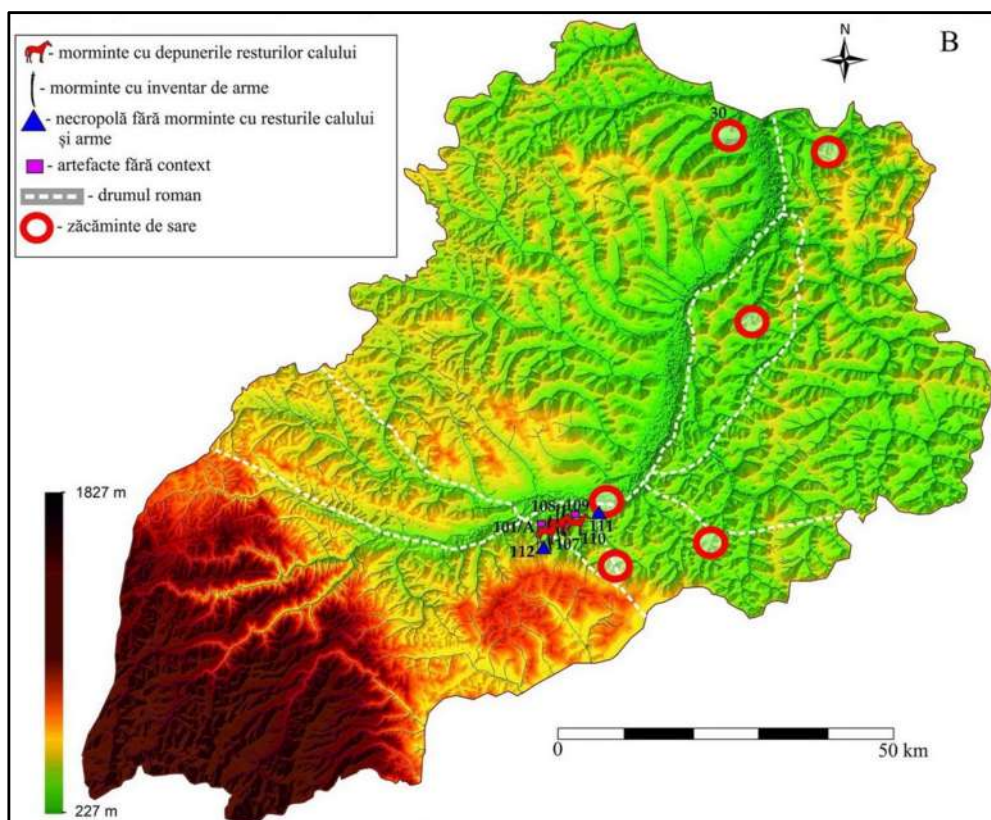 - morminte cu depunerile resturilor calului
- morminte cu inventar de arme
- necropolă fără morminte cu resturile calului
și arme
- artefacte fără context
- drumul roman
- zăcăminte de sare
N
B
30
1827 m
227 m
108
109
101/A
111
107
110
112
0
50 km